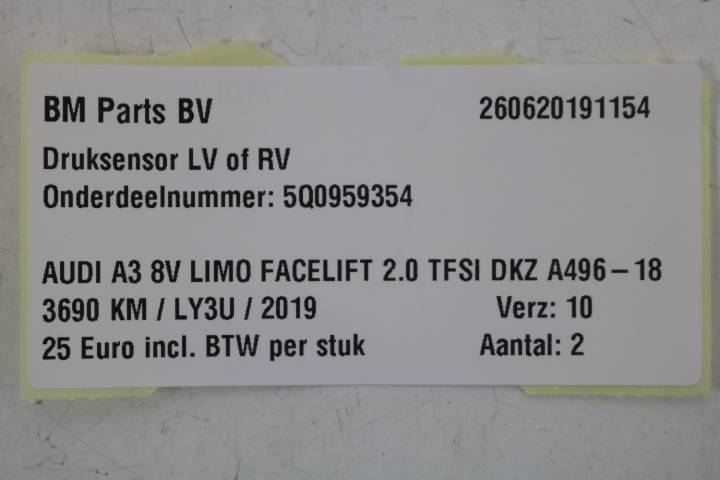 BM Parts BV 260620191154
Druksensor LV of RV
Onderdeelnummer: 5Q0959354
AUDI A3 8V LIMO FACELIFT 2.0 TFSI DKZ A496-18
3690 KM / LY3U / 2019 Verz: 10
25 Euro incl. BTW per stuk Aantal: 2